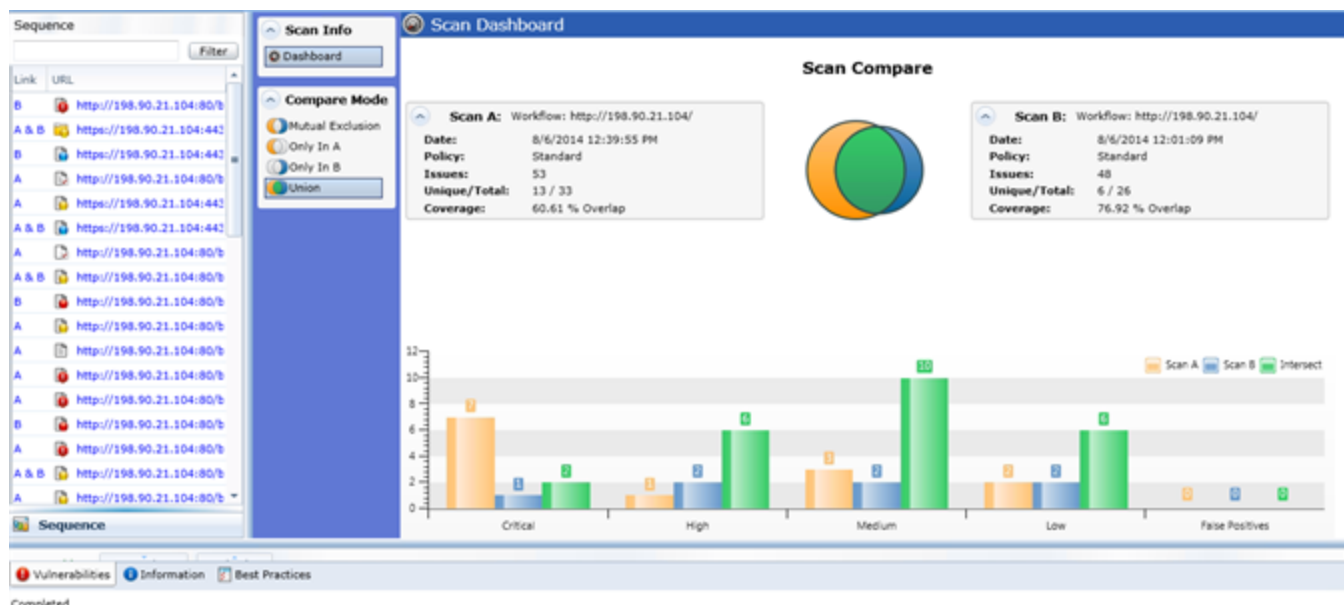 Sequence
Filter
Link URL
B http://198.90.21.104:80/b
A & B https://198.90.21.104:443
B https://198.90.21.104:443
A http://198.90.21.104:80/b
A https://198.90.21.104:443
A & B https://198.90.21.104:443
A http://198.90.21.104:80/b
A & B http://198.90.21.104:80/b
B http://198.90.21.104:80/b
A http://198.90.21.104:80/b
A http://198.90.21.104:80/b
A http://198.90.21.104:80/b
A http://198.90.21.104:80/b
B http://198.90.21.104:80/b
A http://198.90.21.104:80/b
A & B http://198.90.21.104:80/b
A http://198.90.21.104:80/b
Sequence
Scan Info
Dashboard
Compare Mode
Mutual Exclusion
Only In A
Only In B
Union
Scan Dashboard
Scan Compare
Scan A: Workflow: http://198.90.21.104/
Date: 8/6/2014 12:39:55 PM
Policy: Standard
Issues: 53
Unique/Total: 13 / 33
Coverage: 60.61 % Overlap
Scan B: Workflow: http://198.90.21.104/
Date: 8/6/2014 12:01:09 PM
Policy: Standard
Issues: 48
Unique/Total: 6 / 26
Coverage: 76.92 % Overlap
Scan A Scan B Intersect
12
10
8
6
4
2
0
7 1 2
1 2 6
3 2 10
2 2 6
0 0 0
Critical High Medium Low False Positives
Vulnerabilities Information Best Practices
Completed